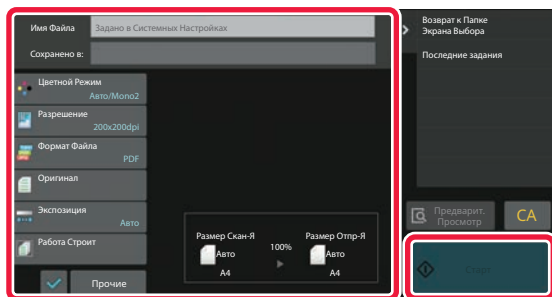 Имя Файла
Задано в Системных Настройках
Сохранено в:
Цветной Режим
Авто/Mono2
Разрешение
200x200dpi
Формат Файла
PDF
Оригинал
Экспозиция
Авто
Работа Строит
Прочие
Размер Скан-Я
Авто
A4
100%
Размер Отпр-Я
Авто
A4
Возврат к Папке
Экрана Выбора
Последние задания
Предварит.
Просмотр
CA
Старт